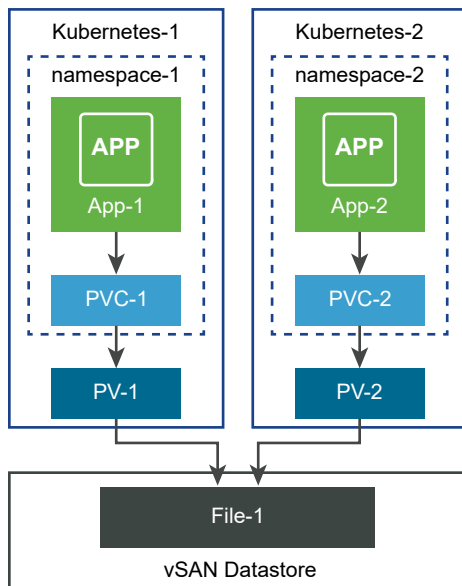 Kubernetes-1
namespace-1
APP
App-1
PVC-1
PV-1
Kubernetes-2
namespace-2
APP
App-2
PVC-2
PV-2
File-1
vSAN Datastore